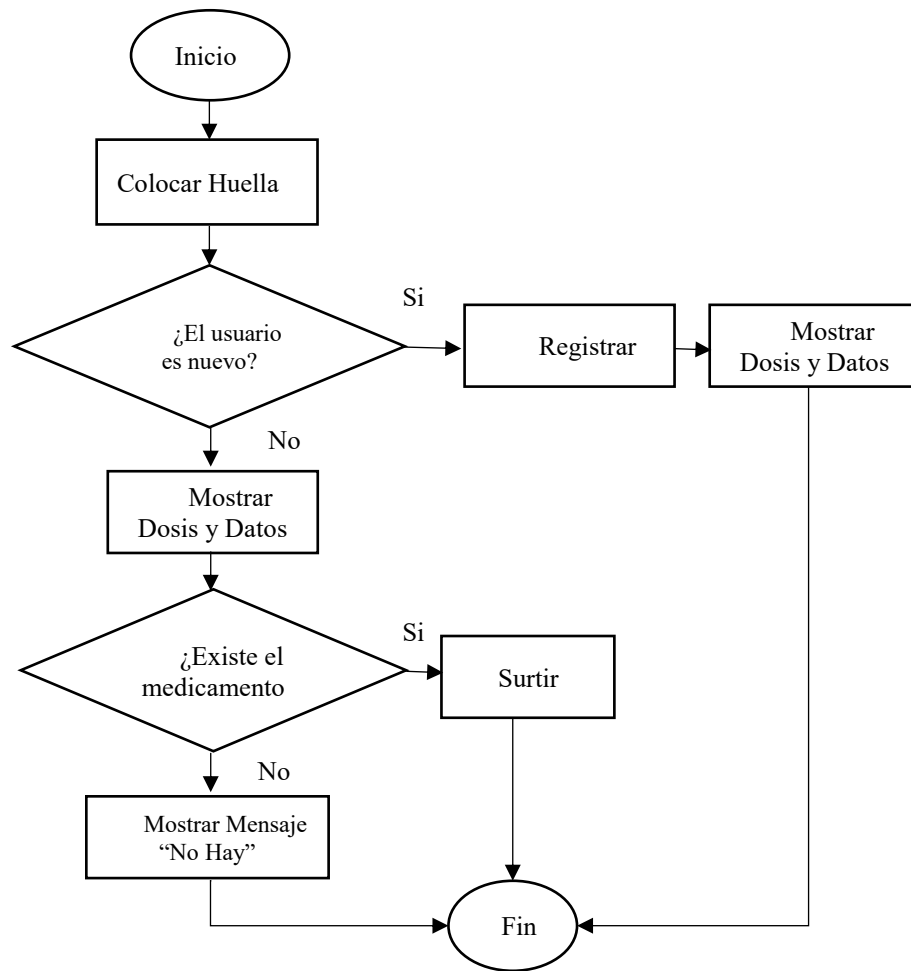 Inicio
Colocar Huella
¿El usuario
es nuevo?
Si
Registrar
Mostrar
Dosis y Datos
No
Mostrar
Dosis y Datos
¿Existe el
medicamento
Si
Surtir
No
Mostrar Mensaje
“No Hay”
Fin